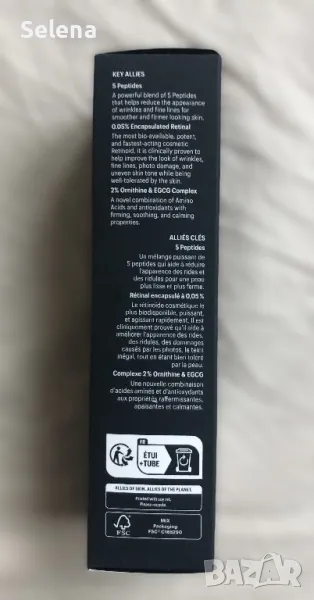 Selena
KEY ALLIES
5 Peptides
A powerful blend of 5 Peptides
that helps reduce the appearance
of wrinkles and fine lines for
smoother and firmer looking skin.
0.05% Encapsulated Retinal
The most bio-available, potent,
and fastest-acting cosmetic
Retinoid, it is clinically proven to
help improve the look of wrinkles,
fine lines, photo damage, and
uneven skin tone while being
well-tolerated by the skin.
2% Ornithine & EGCG Complex
A novel combination of Amino
Acids and antioxidants with
firming, soothing, and calming
properties.
ALLIÉS CLÉS
5 Peptides
Un mélange puissant de
5 peptides qui aide à réduire
l'apparence des rides et
des ridules pour une peau
plus lisse et plus ferme.
Rétinal encapsulé à 0,05%
Le rétinoïde cosmétique le
plus biodisponible, puissant,
et agissant rapidement. Il est
cliniquement prouvé qu'il aide à
améliorer l'apparence des rides,
des ridules, des dommages
causés par les photos, le teint
inégal, tout en étant bien toléré
par la peau.
Complexe 2% Ornithine & EGCG
Une nouvelle combinaison
d'acides aminés et d'antioxydants
aux propriétés raffermissantes,
apaisantes et calmantes.
FR
ÉTUI
+TUBE
ALLIES OF SKIN, ALLIES OF THE PLANET.
Printed with soy ink.
FSC
MIX
Packaging
BAZAR